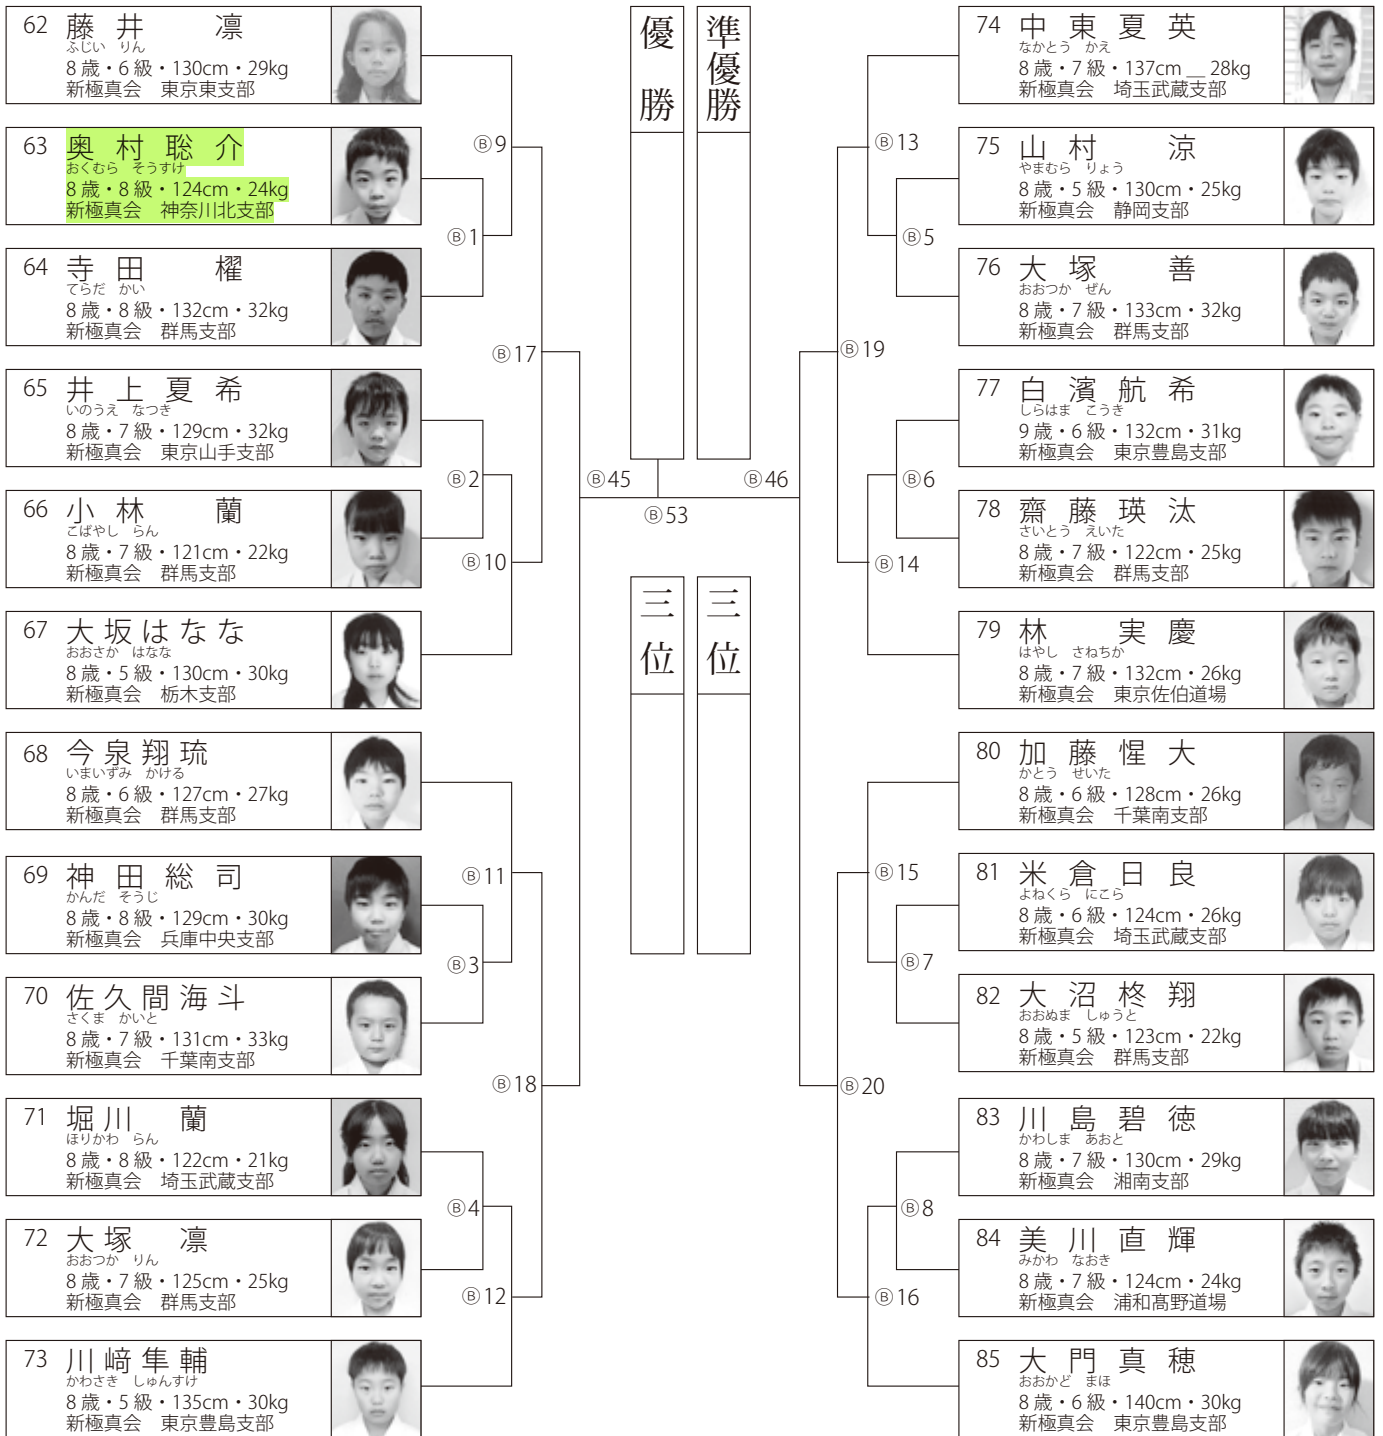 62 藤井 凛
ふじい りん
8歳・6級・130cm・29kg
新極真会 東京東支部
63 奥村聡介
おくむら そうすけ
8歳・8級・124cm・24kg
新極真会 神奈川北支部
64 寺田 櫂
てらだ かい
8歳・8級・132cm・32kg
新極真会 群馬支部
65 井上夏希
いのうえ なつき
8歳・7級・129cm・32kg
新極真会 東京山手支部
66 小林 蘭
こばやし らん
8歳・7級・121cm・22kg
新極真会 群馬支部
67 大坂はなな
おおさか はなな
8歳・5級・130cm・30kg
新極真会 栃木支部
68 今泉翔琉
いまいずみ かける
8歳・6級・127cm・27kg
新極真会 群馬支部
69 神田総司
かんだ そうじ
8歳・8級・129cm・30kg
新極真会 兵庫中央支部
70 佐久間海斗
さくま かいと
8歳・7級・131cm・33kg
新極真会 千葉南支部
71 堀川 蘭
ほりかわ らん
8歳・8級・122cm・21kg
新極真会 埼玉武蔵支部
72 大塚 凛
おおつか りん
8歳・7級・125cm・25kg
新極真会 群馬支部
73 川﨑隼輔
かわさき しゅんすけ
8歳・5級・135cm・30kg
新極真会 東京豊島支部
Ⓑ9
Ⓑ1
Ⓑ17
Ⓑ2
Ⓑ10
Ⓑ11
Ⓑ3
Ⓑ18
Ⓑ4
Ⓑ12
優勝
準優勝
Ⓑ45
Ⓑ46
Ⓑ53
三位
三位
Ⓑ13
Ⓑ5
Ⓑ19
Ⓑ6
Ⓑ14
Ⓑ15
Ⓑ7
Ⓑ20
Ⓑ8
Ⓑ16
74 中東夏英
なかとう かえ
8歳・7級・137cm __ 28kg
新極真会 埼玉武蔵支部
75 山村 涼
やまむら りょう
8歳・5級・130cm・25kg
新極真会 静岡支部
76 大塚 善
おおつか ぜん
8歳・7級・133cm・32kg
新極真会 群馬支部
77 白濱航希
しらはま こうき
9歳・6級・132cm・31kg
新極真会 東京豊島支部
78 齋藤瑛汰
さいとう えいた
8歳・7級・122cm・25kg
新極真会 群馬支部
79 林 実慶
はやし さねちか
8歳・7級・132cm・26kg
新極真会 東京佐伯道場
80 加藤惺大
かとう せいた
8歳・6級・128cm・26kg
新極真会 千葉南支部
81 米倉日良
よねくら にこら
8歳・6級・124cm・26kg
新極真会 埼玉武蔵支部
82 大沼柊翔
おおぬま しゅうと
8歳・5級・123cm・22kg
新極真会 群馬支部
83 川島碧徳
かわしま あおと
8歳・7級・130cm・29kg
新極真会 湘南支部
84 美川直輝
みかわ なおき
8歳・7級・124cm・24kg
新極真会 浦和髙野道場
85 大門真穂
おおかど まほ
8歳・6級・140cm・30kg
新極真会 東京豊島支部